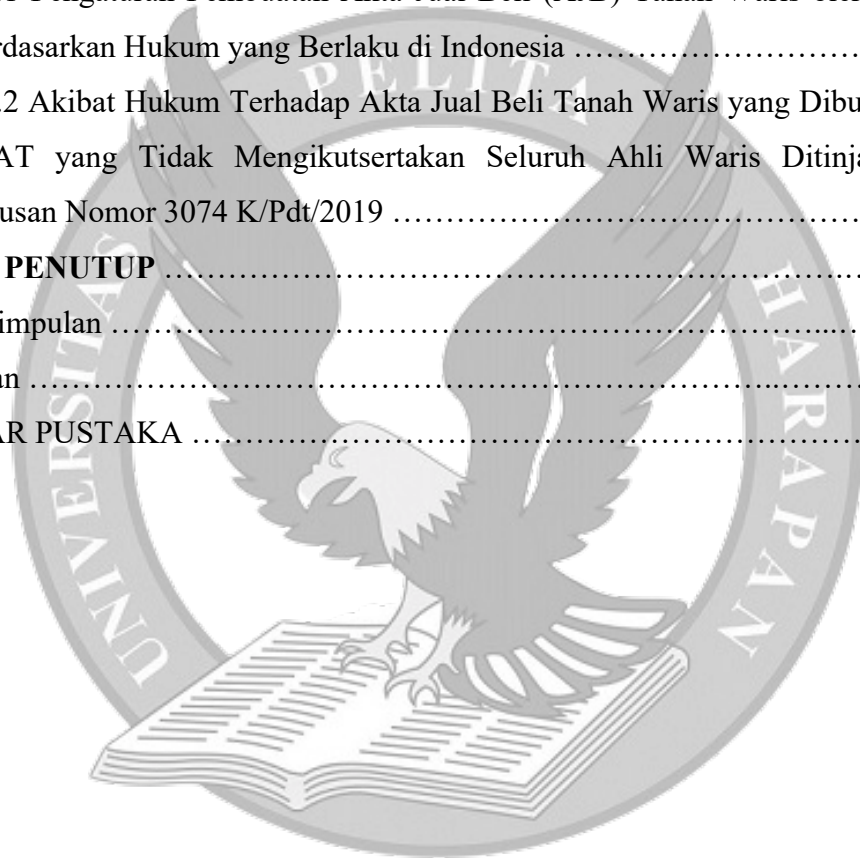 Berdasarkan Hukum yang Berlaku di Indonesia ……………………
.2 Akibat Hukum Terhadap Akta Jual Beli Tanah Waris yang Dibu
AT yang Tidak Mengikutsertakan Seluruh Ahli Waris Ditinja
usan Nomor 3074 K/Pdt/2019 ………………………………………
PENUTUP ………………………………………………………
impulan ……………………………………………………...…
an …………………………………………………………...………
AR PUSTAKA ………………………………………………………
UNIVERSITAS PELITA HARAPAN